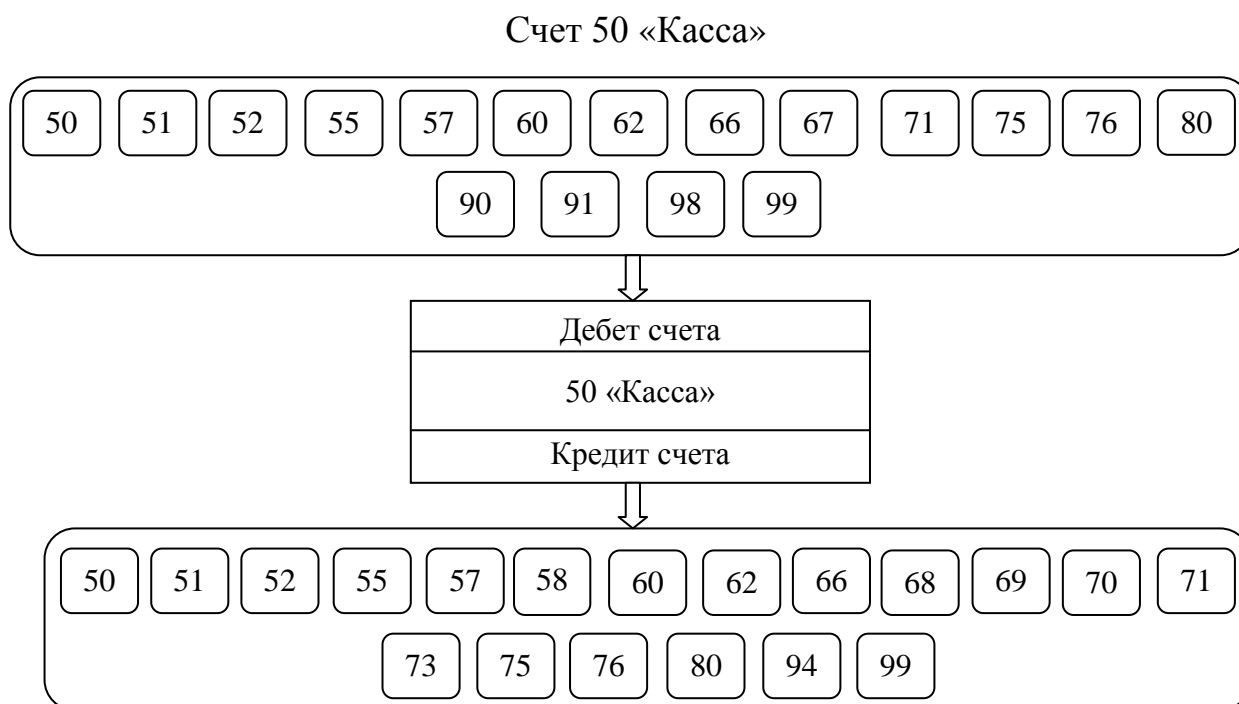 Счет 50 «Касса»
50 51 52 55 57 60 62 66 67 71 75 76 80
90 91 98 99
Дебет счета
50 «Касса»
Кредит счета
50 51 52 55 57 58 60 62 66 68 69 70 71
73 75 76 80 94 99